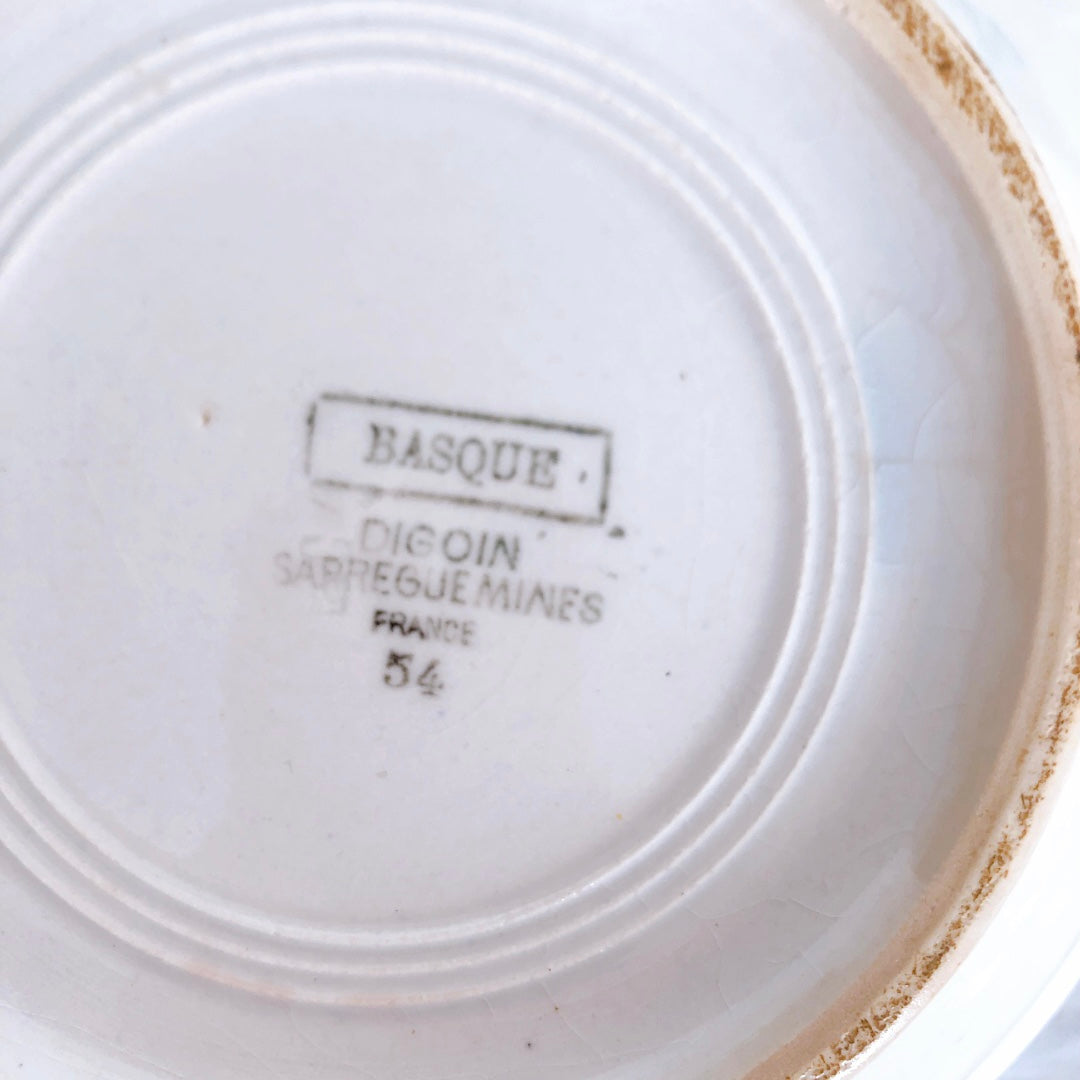 BASQUE
DIGOIN
SARREGUEMINES
FRANCE
54